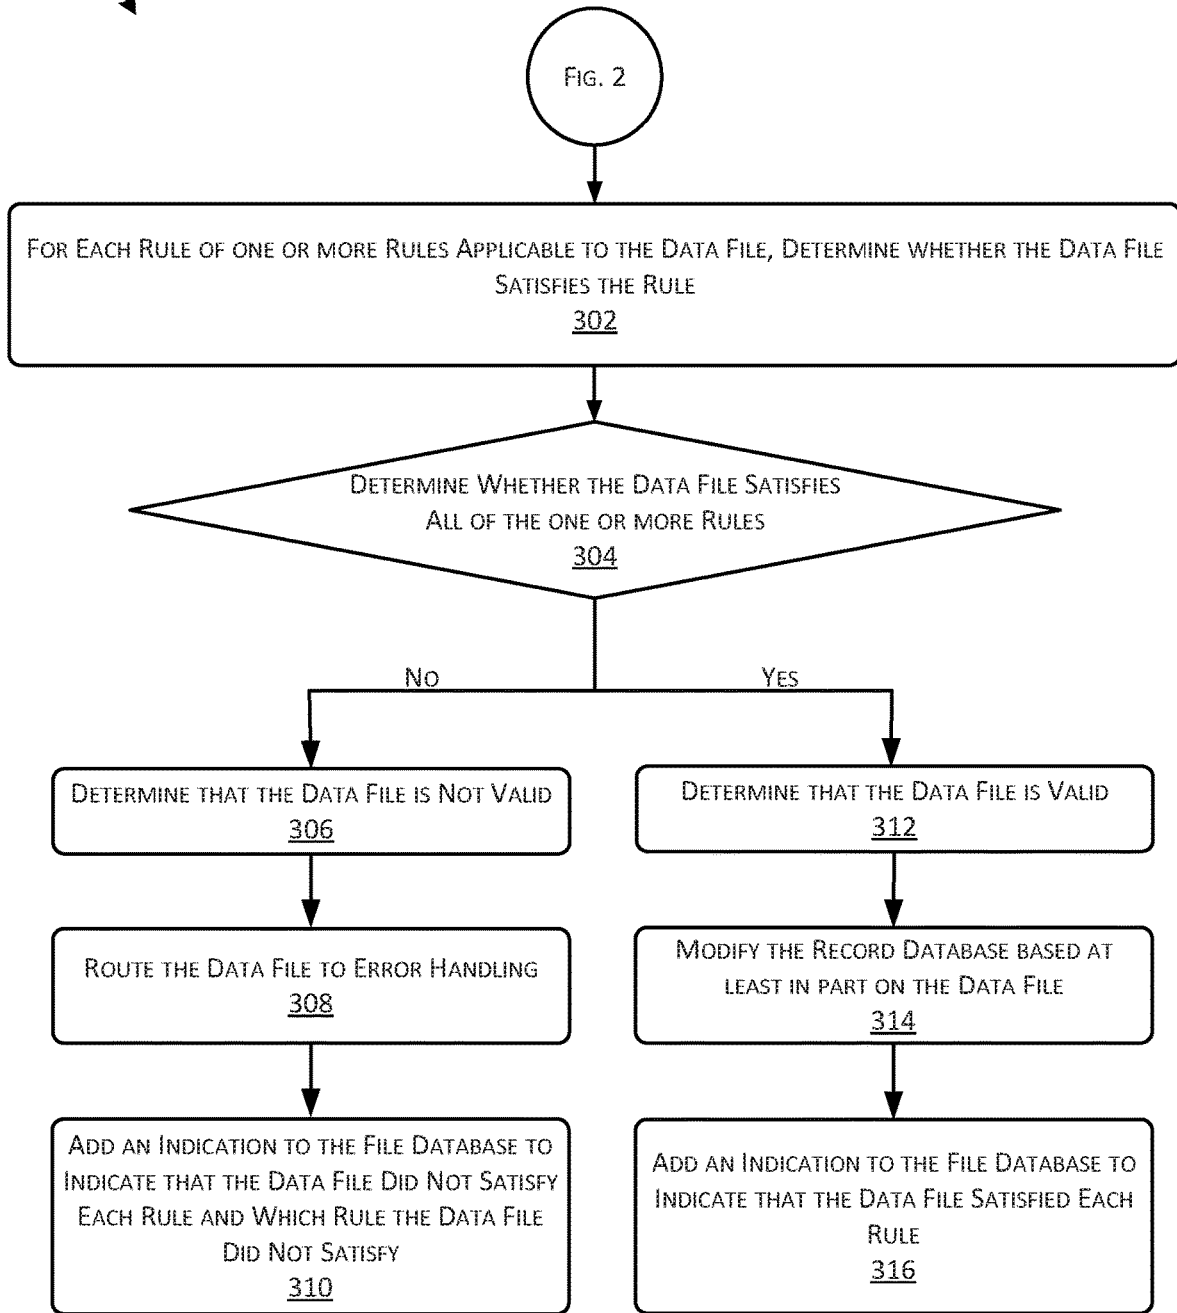 FIG. 2
FOR EACH RULE OF ONE OR MORE RULES APPLICABLE TO THE DATA FILE, DETERMINE WHETHER THE DATA FILE
SATISFIES THE RULE
302
DETERMINE WHETHER THE DATA FILE SATISFIES
ALL OF THE ONE OR MORE RULES
304
NO
YES
DETERMINE THAT THE DATA FILE IS NOT VALID
306
DETERMINE THAT THE DATA FILE IS VALID
312
ROUTE THE DATA FILE TO ERROR HANDLING
308
MODIFY THE RECORD DATABASE BASED AT
LEAST IN PART ON THE DATA FILE
314
ADD AN INDICATION TO THE FILE DATABASE TO
INDICATE THAT THE DATA FILE DID NOT SATISFY
EACH RULE AND WHICH RULE THE DATA FILE
DID NOT SATISFY
310
ADD AN INDICATION TO THE FILE DATABASE TO
INDICATE THAT THE DATA FILE SATISFIED EACH
RULE
316